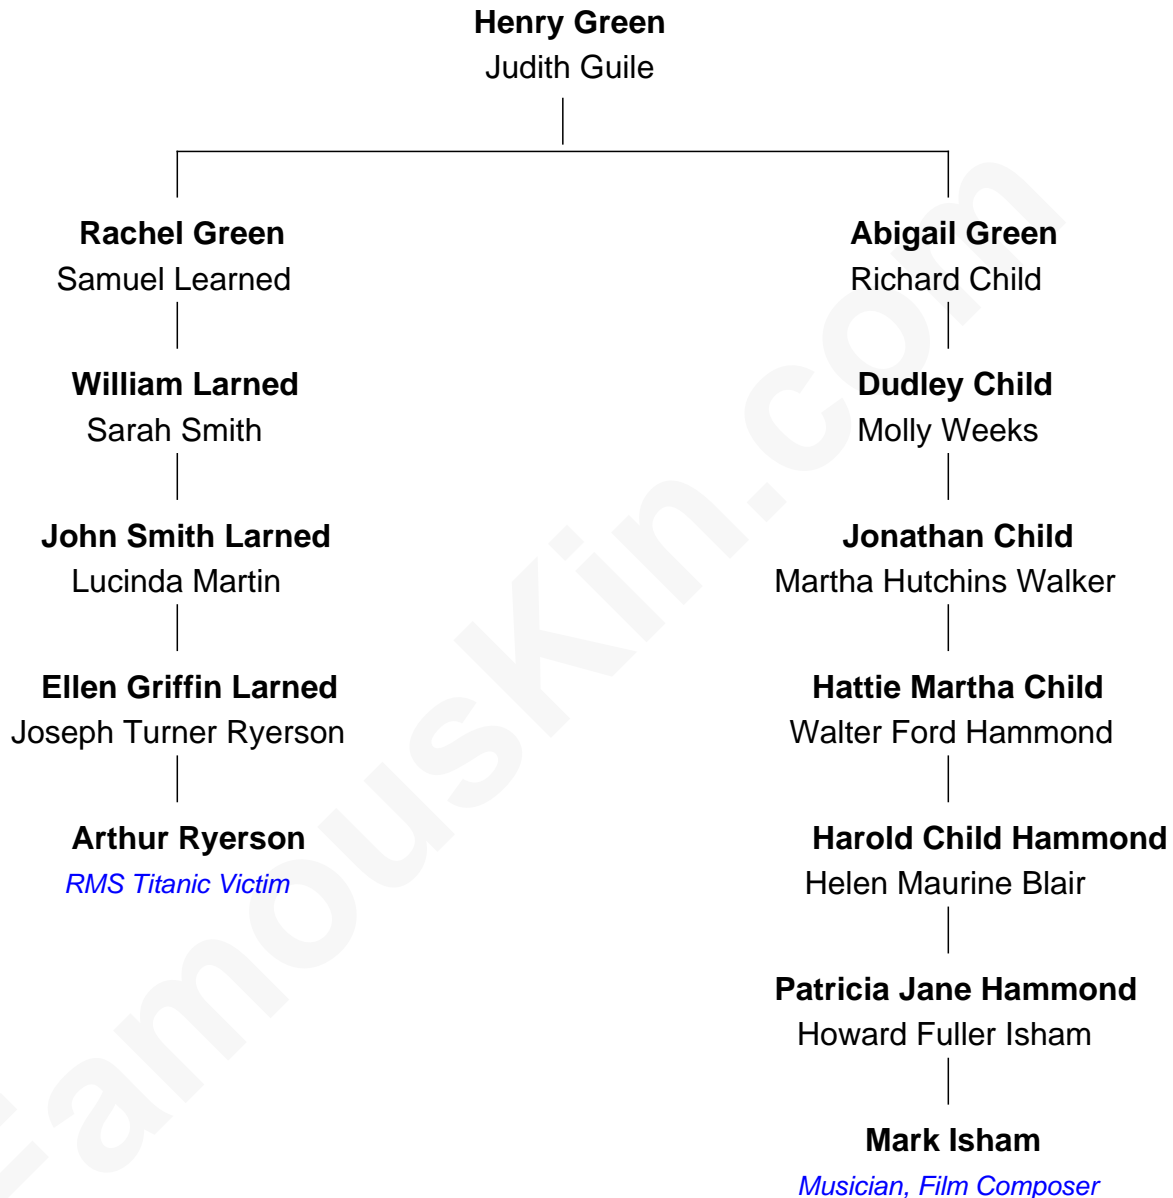 Henry Green
Judith Guile
Rachel Green
Samuel Learned
William Larned
Sarah Smith
John Smith Larned
Lucinda Martin
Ellen Griffin Larned
Joseph Turner Ryerson
Arthur Ryerson
RMS Titanic Victim
Abigail Green
Richard Child
Dudley Child
Molly Weeks
Jonathan Child
Martha Hutchins Walker
Hattie Martha Child
Walter Ford Hammond
Harold Child Hammond
Helen Maurine Blair
Patricia Jane Hammond
Howard Fuller Isham
Mark Isham
Musician, Film Composer
FamousKin.com